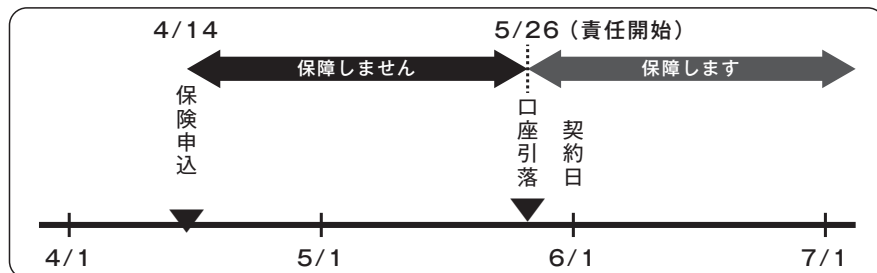 4/14
5/26（責任開始）
保障しません
保障します
保険申込
口座引落
契約日
4/1
5/1
6/1
7/1